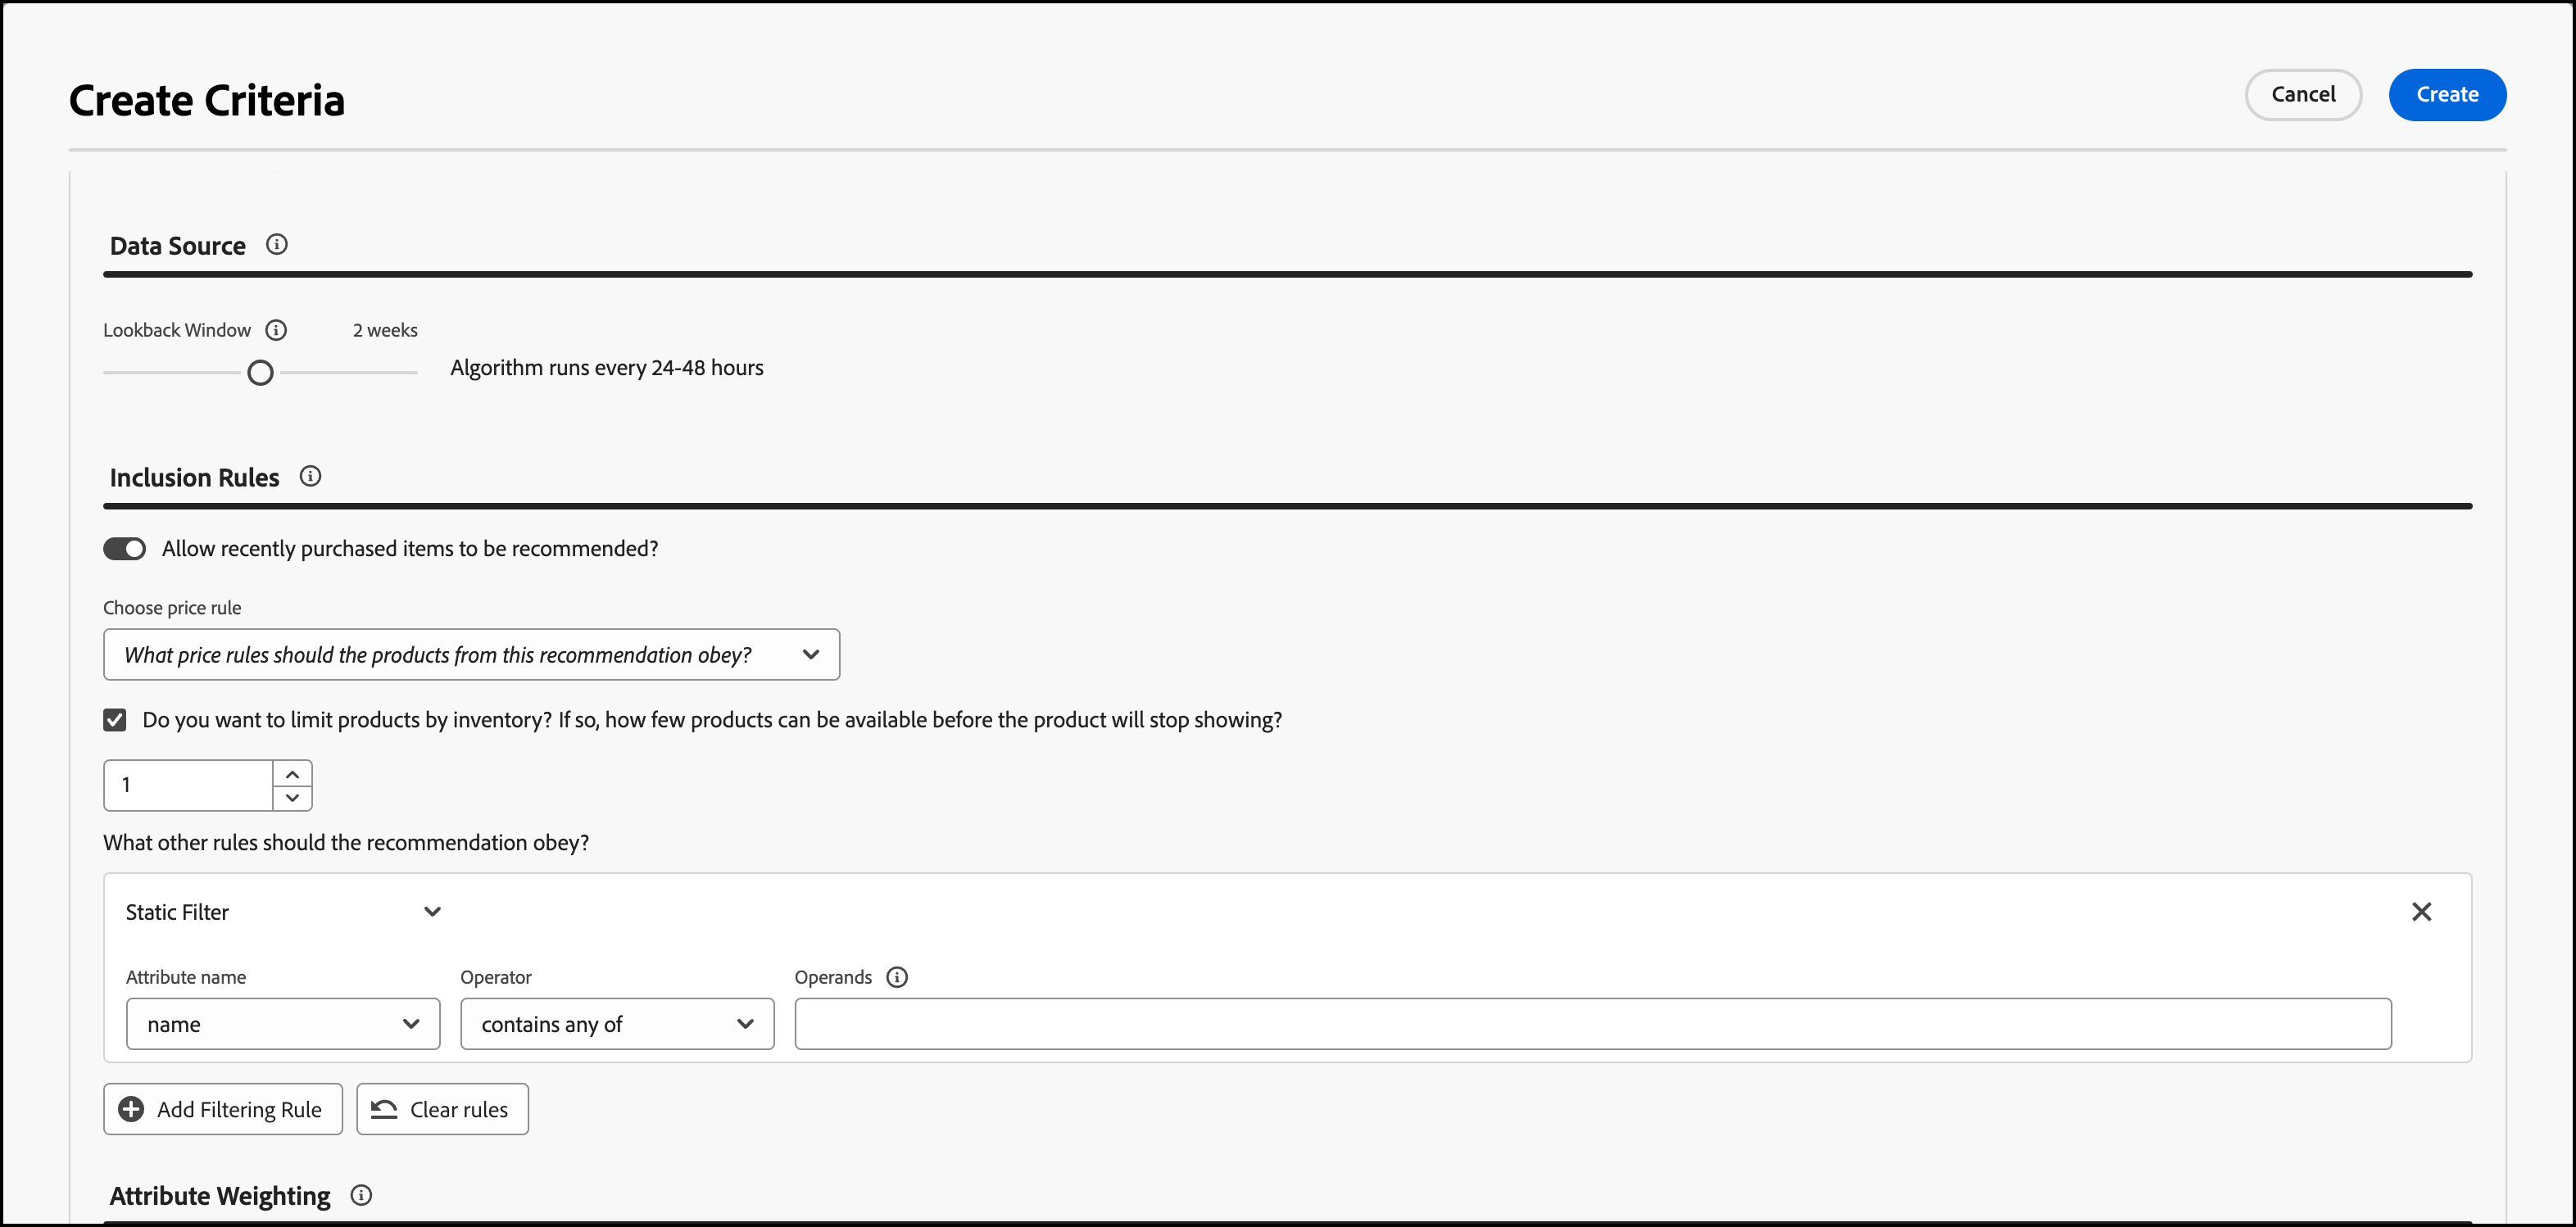 Create Criteria
Cancel
Create
Data Source
Lookback Window
2 weeks
Algorithm runs every 24-48 hours
Inclusion Rules
Allow recently purchased items to be recommended?
Choose price rule
What price rules should the products from this recommendation obey?
Do you want to limit products by inventory? If so, how few products can be available before the product will stop showing?
1
What other rules should the recommendation obey?
Static Filter
Attribute name
Operator
Operands
name
contains any of
Add Filtering Rule
Clear rules
Attribute Weighting